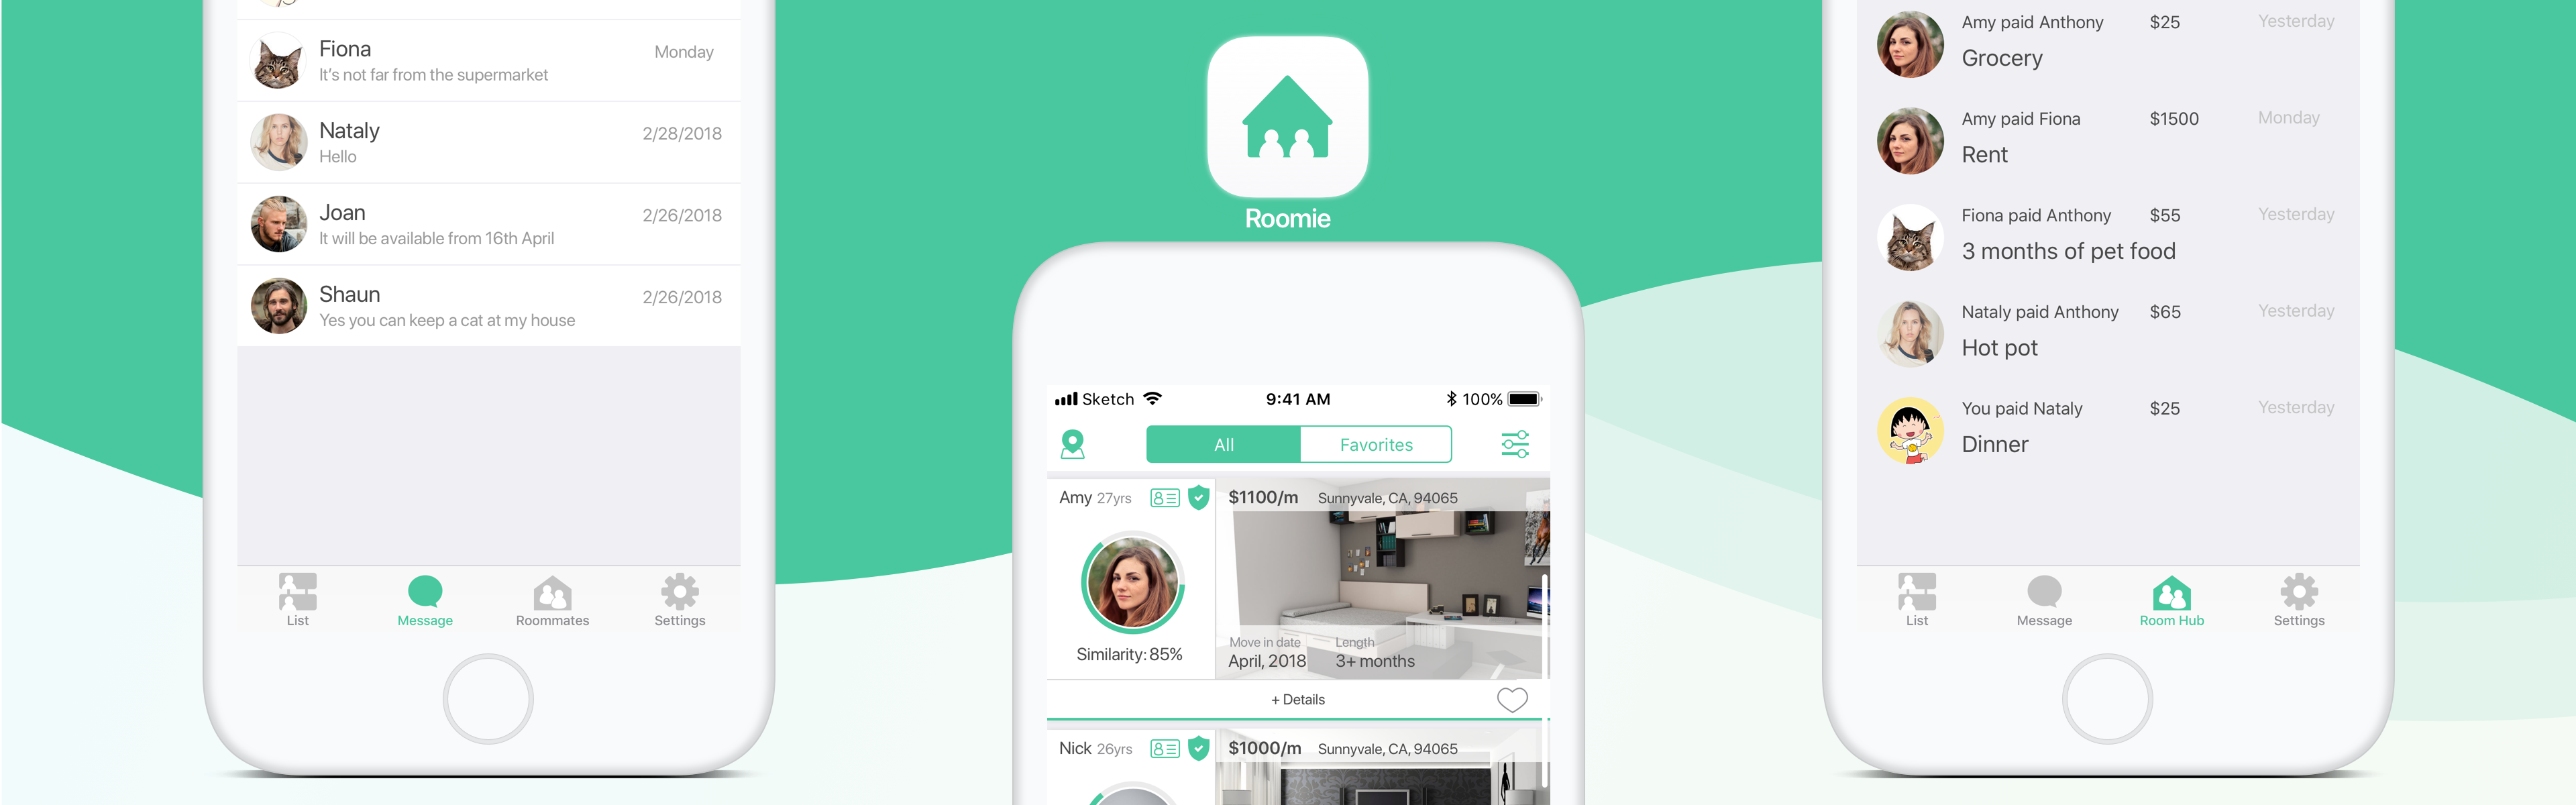 Fiona
Monday
It's not far from the supermarket
Nataly
2/28/2018
Hello
Joan
2/26/2018
It will be available from 16th April
Shaun
2/26/2018
Yes you can keep a cat at my house
List
Message
Roommates
Settings
Roomie
Sketch
9:41 AM
100%
All
Favorites
Amy 27yrs
$1100/m
Sunnyvale, CA, 94065
Similarity: 85%
Move in date
Length
April, 2018
3+ months
+ Details
Nick 26yrs
$1000/m
Sunnyvale, CA, 94065
Amy paid Anthony
$25
Yesterday
Grocery
Amy paid Fiona
$1500
Monday
Rent
Fiona paid Anthony
$55
Yesterday
3 months of pet food
Nataly paid Anthony
$65
Yesterday
Hot pot
You paid Nataly
$25
Yesterday
Dinner
List
Message
Room Hub
Settings